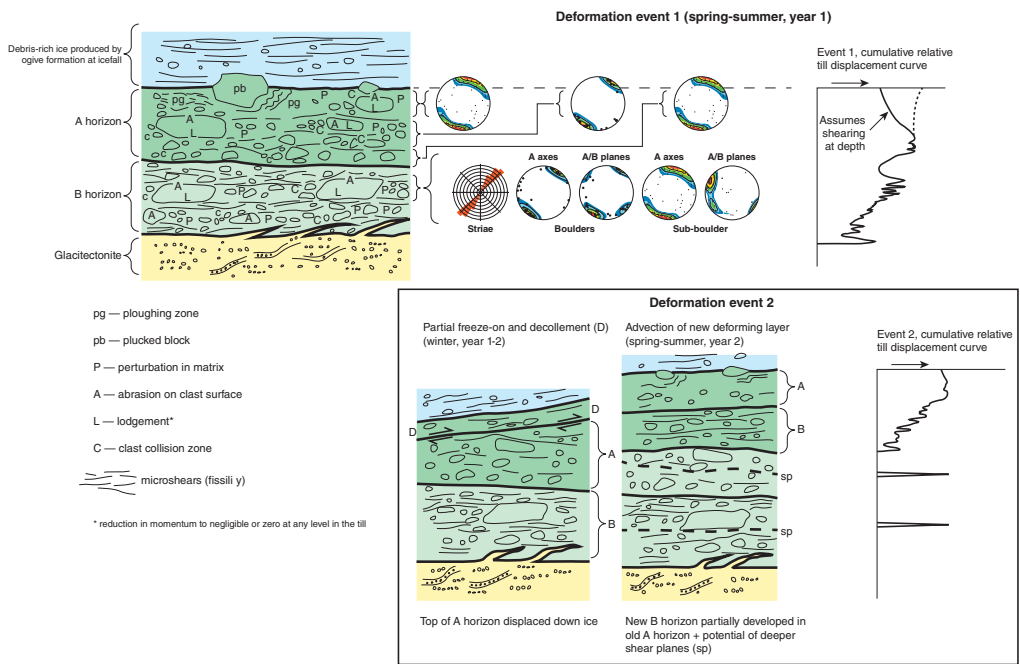 Deformation event 1 (spring-summer, year 1)
Debris-rich ice produced by
ogive formation at icefall
A horizon
B horizon
Glacitectonite
pb
pg
pg
P
C
A
P
L
A
L
C
A
L
P
C
P
C
C
C
A
L
P
C
A
L
P
A
P
C
A
P
C
P
P
A axes
A/B planes
A axes
A/B planes
Striae
Boulders
Sub-boulder
Event 1, cumulative relative
till displacement curve
Assumes
shearing
at depth
pg — ploughing zone
pb — plucked block
P — perturbation in matrix
A — abrasion on clast surface
L — lodgement*
C — clast collision zone
microshears (fissili y)
* reduction in momentum to negligible or zero at any level in the till
Deformation event 2
Partial freeze-on and decollement (D)
(winter, year 1-2)
D
D
A
B
Top of A horizon displaced down ice
Advection of new deforming layer
(spring-summer, year 2)
A
B
sp
sp
New B horizon partially developed in
old A horizon + potential of deeper
shear planes (sp)
Event 2, cumulative relative
till displacement curve